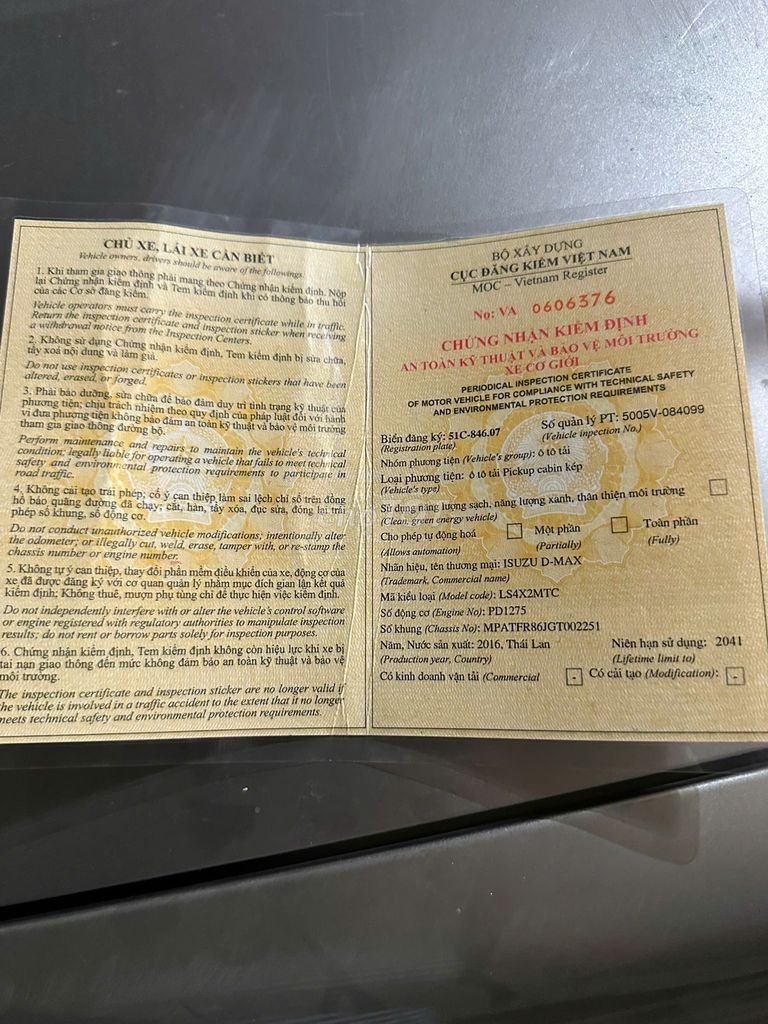 CHỦ XE, LÁI XE CẦN BIẾT
Vehicle owners, drivers should be aware of the followings
1. Khi tham gia giao thông phải mang theo Chứng nhận kiểm định. Nộp
lại Chứng nhận kiểm định và Tem kiểm định khi có thông báo thu hồi
của các Cơ sở đăng kiểm.
Vehicle operators must carry the inspection certificate while in traffic.
Return the inspection certificate and inspection sticker when receiving
a withdrawal notice from the Inspection Centers.
2. Không sử dụng Chứng nhận kiểm định, Tem kiểm định bị sửa chữa,
tẩy xoá nội dung và làm giả.
Do not use inspection certificates or inspection stickers that have been
altered, erased, or forged.
3. Phải bảo dưỡng, sửa chữa để bảo đảm duy trì tình trạng kỹ thuật của
phương tiện; chịu trách nhiệm theo quy định của pháp luật đối với hành
vi đưa phương tiện không bảo đảm an toàn kỹ thuật và bảo vệ môi trường
tham gia giao thông đường bộ.
Perform maintenance and repairs to maintain the vehicle's technical
condition; legally liable for operating a vehicle that fails to meet technical
safety and environmental protection requirements to participate in
road traffic.
4. Không cải tạo trái phép; cố ý can thiệp làm sai lệch chỉ số trên đồng
hồ báo quãng đường đã chạy; cắt, hàn, tẩy xóa, đục sửa, đóng lại trái
phép số khung, số động cơ.
Do not conduct unauthorized vehicle modifications; intentionally alter
the odometer; or illegally cut, weld, erase, tamper with, or re-stamp the
chassis number or engine number.
5. Không tự ý can thiệp, thay đổi phần mềm điều khiển của xe, động cơ của
xe đã được đăng ký với cơ quan quản lý nhằm mục đích gian lận kết quả
kiểm định; Không thuê, mượn phụ tùng chỉ để thực hiện việc kiểm định.
Do not independently interfere with or alter the vehicle's control software
or engine registered with regulatory authorities to manipulate inspection
results; do not rent or borrow parts solely for inspection purposes.
6. Chứng nhận kiểm định, Tem kiểm định không còn hiệu lực khi xe bị
tai nạn giao thông đến mức không đảm bảo an toàn kỹ thuật và bảo vệ
môi trường.
The inspection certificate and inspection sticker are no longer valid if
the vehicle is involved in a traffic accident to the extent that it no longer
meets technical safety and environmental protection requirements.
BỘ XÂY DỰNG
CỤC ĐĂNG KIỂM VIỆT NAM
MOC – Vietnam Register
No: VA 0606376
CHỨNG NHẬN KIỂM ĐỊNH
AN TOÀN KỸ THUẬT VÀ BẢO VỆ MÔI TRƯỜNG
XE CƠ GIỚI
PERIODICAL INSPECTION CERTIFICATE
OF MOTOR VEHICLE FOR COMPLIANCE WITH TECHNICAL SAFETY
AND ENVIRONMENTAL PROTECTION REQUIREMENTS
Biển đăng ký: 51C-846.07 Số quản lý PT: 5005V-084099
(Registration plate) (Vehicle inpection No.)
Nhóm phương tiện (Vehicle's group): ô tô tải
Loại phương tiện: ô tô tải Pickup cabin kép
(Vehicle's type)
Sử dụng năng lượng sạch, năng lượng xanh, thân thiện môi trường
(Clean, green energy vehicle)
Cho phép tự động hoá Một phần Toàn phần
(Allows automation) (Partially) (Fully)
Nhãn hiệu, tên thương mại: ISUZU D-MAX
(Trademark, Commercial name)
Mã kiểu loại (Model code): LS4X2MTC
Số động cơ (Engine No): PD1275
Số khung (Chassis No): MPATFR86JGT002251
Năm, Nước sản xuất: 2016, Thái Lan Niên hạn sử dụng: 2041
(Production year, Country) (Lifetime limit to)
Có kinh doanh vận tải (Commercial - Có cải tạo (Modification): -